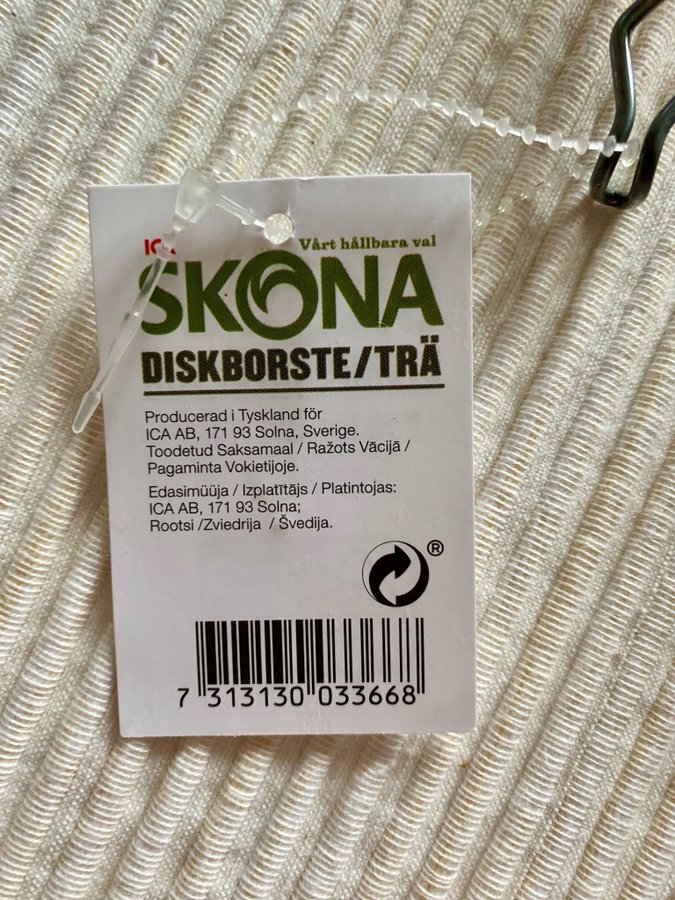 ICA
Vårt hållbara val
SKONA
DISKBORSTE/TRÄ
Producerad i Tyskland för
ICA AB, 171 93 Solna, Sverige.
Toodetud Saksamaal / Ražots Vācijā /
Pagaminta Vokietijoje.
Edasimüüja / Izplatītājs / Platintojas:
ICA AB, 171 93 Solna;
Rootsi /Zviedrija / Švedija.
®
7 313130 033668